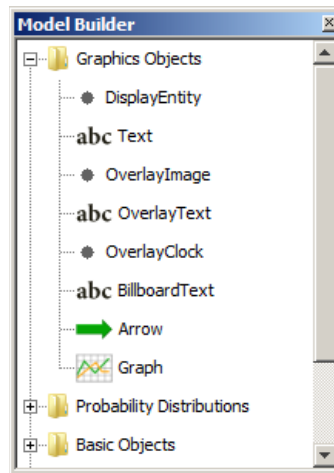 Model Builder
Graphics Objects
DisplayEntity
abc Text
OverlayImage
abc OverlayText
OverlayClock
abc BillboardText
Arrow
Graph
Probability Distributions
Basic Objects